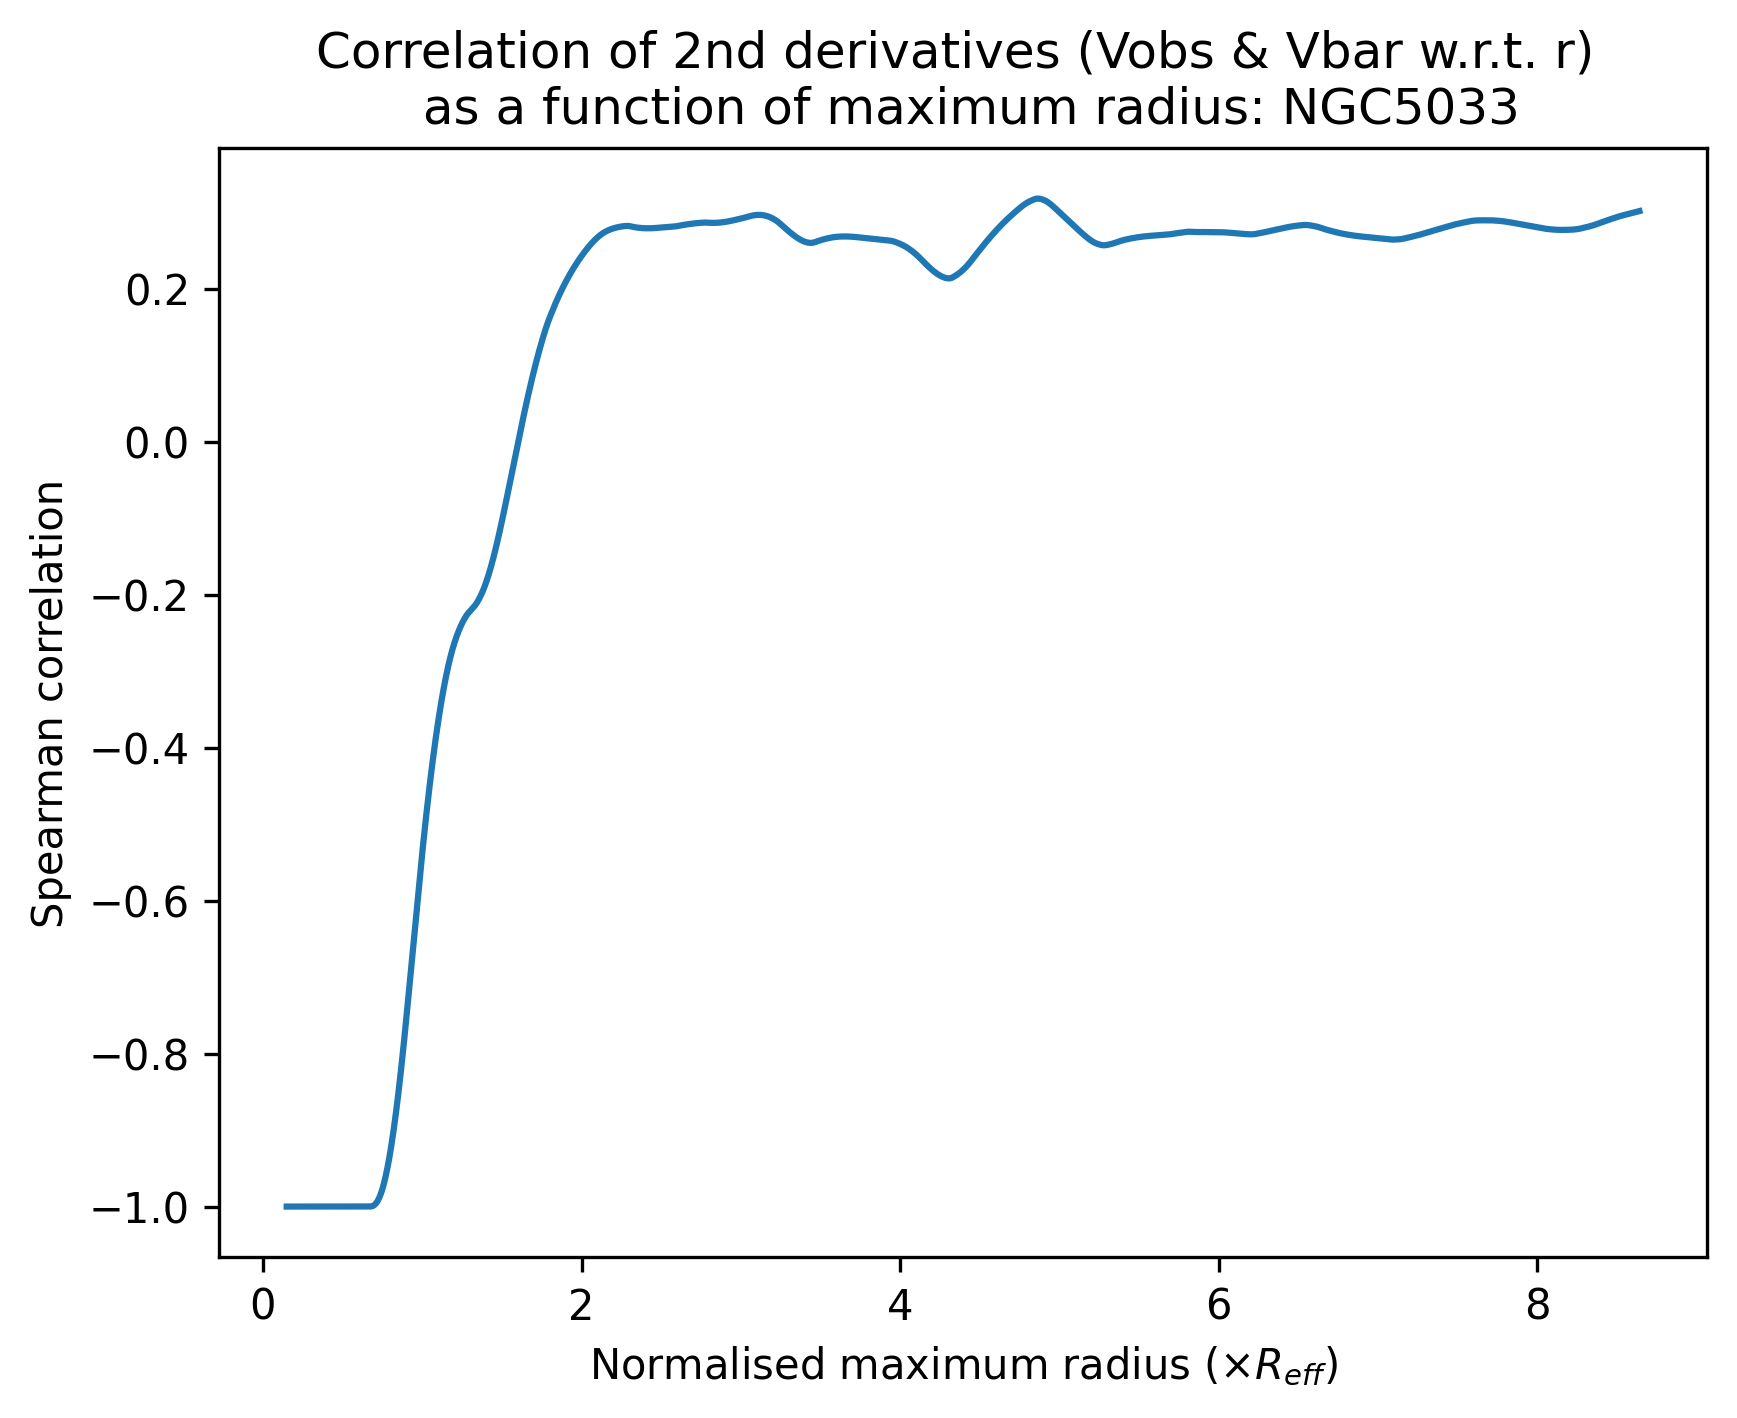 Correlation of 2nd derivatives (Vobs & Vbar w.r.t. r)
as a function of maximum radius: NGC5033
Spearman correlation
0.2
0.0
−0.2
−0.4
−0.6
−0.8
−1.0
0 2 4 6 8
Normalised maximum radius (×R_eff)